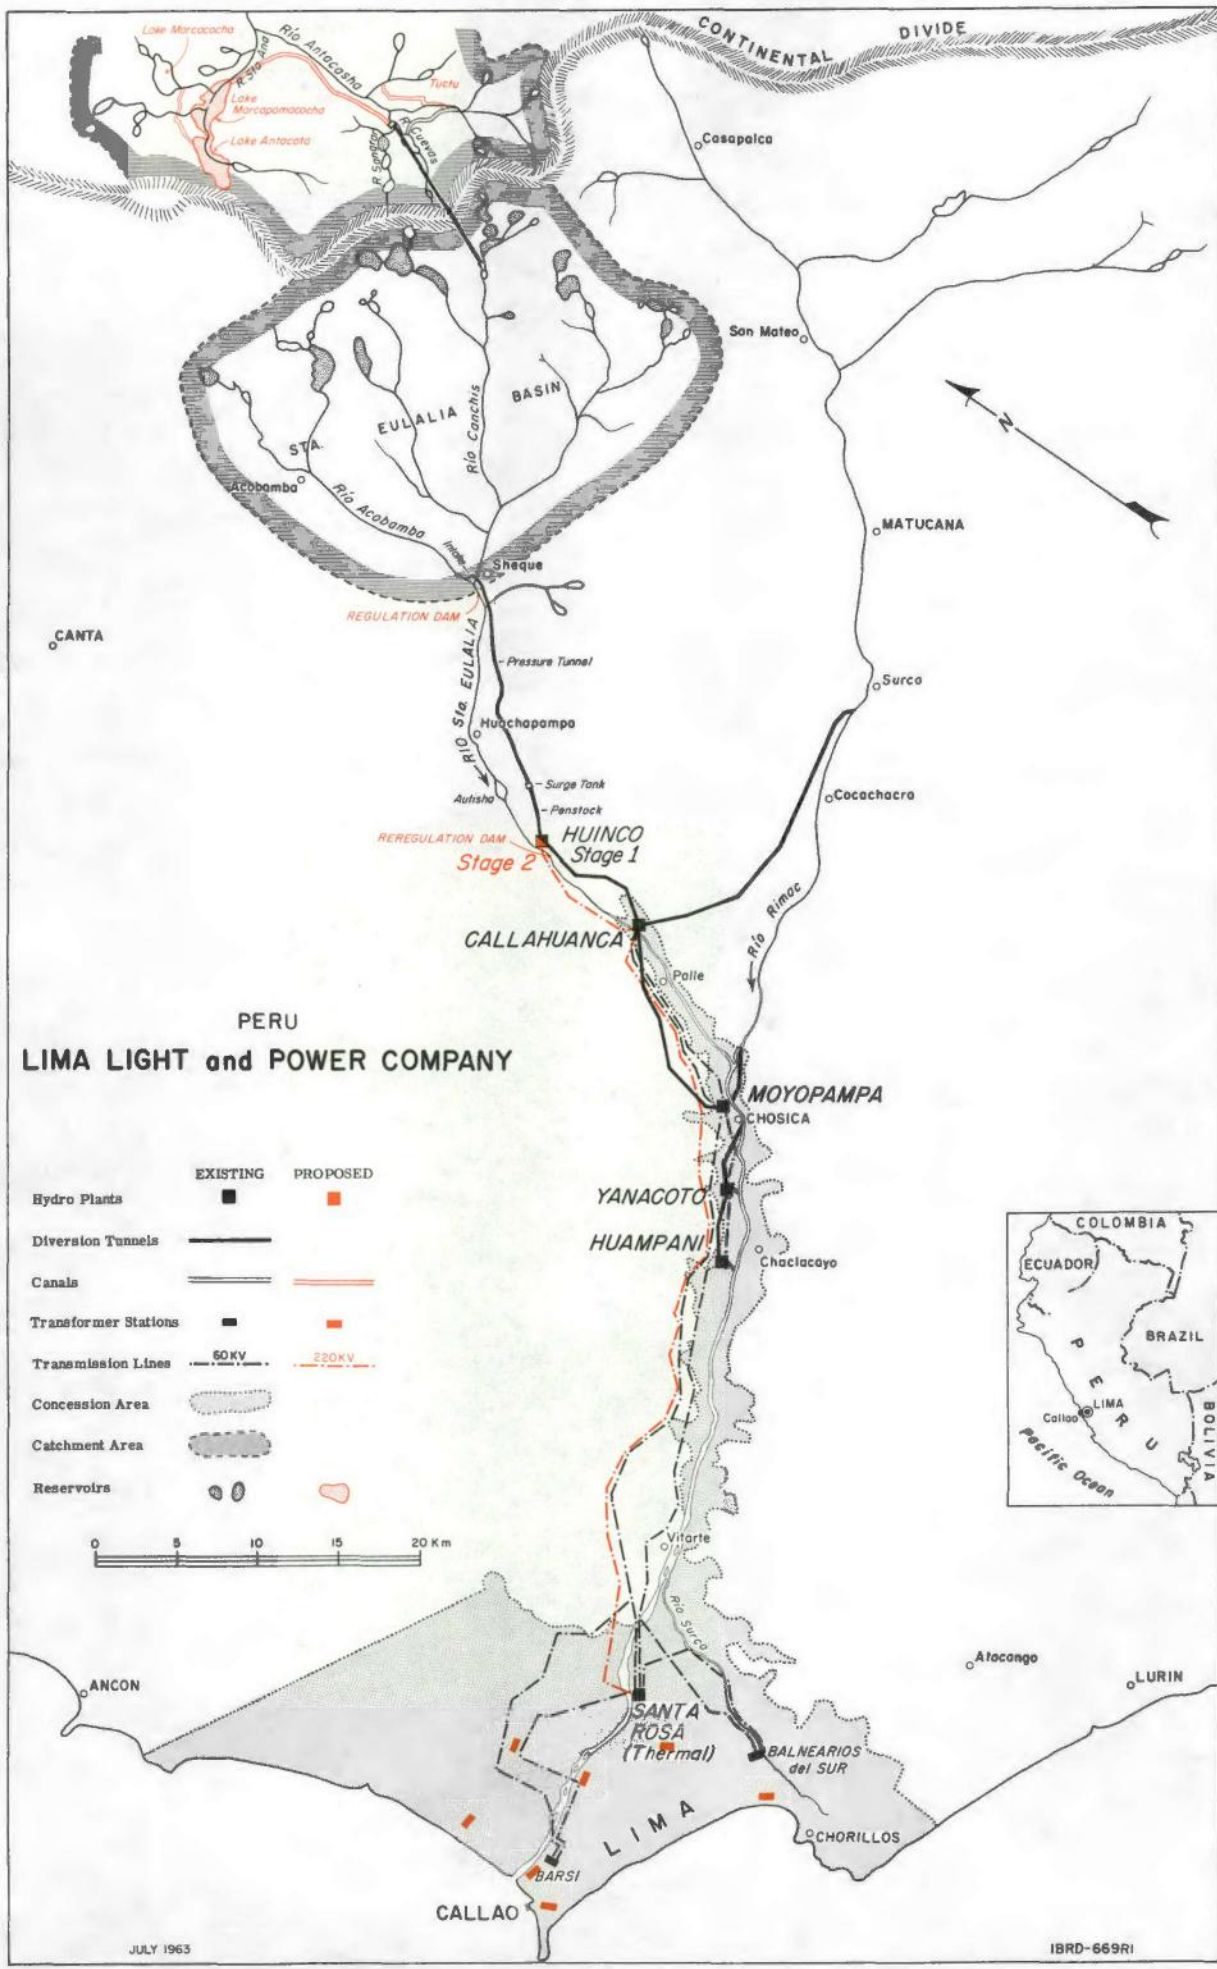 CONTINENTAL DIVIDE
Lake Marcacocha
R. Sta. Ana
Río Antacasha
Tuctu
Lake
Marcapomacocha
Lake Antacota
R. Cuevas
Casapalca
San Mateo
EULALIA
BASIN
Río Canchis
STA.
N
Acobamba
Río Acobamba
MATUCANA
Intake
Sheque
REGULATION DAM
CANTA
RIO Sta. EULALIA
Pressure Tunnel
Surco
Huachapampa
Surge Tank
Autisha
Penstock
Cocachacra
REREGULATION DAM
HUINCO
Stage 1
Stage 2
Río Rimac
CALLAHUANCA
Palle
PERU
LIMA LIGHT and POWER COMPANY
MOYOPAMPA
CHOSICA
EXISTING
PROPOSED
Hydro Plants
YANACOTO
Diversion Tunnels
HUAMPANI
Chaclacayo
Canals
Transformer Stations
Transmission Lines
60KV
220KV
Concession Area
Catchment Area
Reservoirs
COLOMBIA
ECUADOR
BRAZIL
PERU
LIMA
Callao
BOLIVIA
Pacific Ocean
0 5 10 15 20 Km
Vitarte
Río Surco
Atocongo
ANCON
LURIN
SANTA
ROSA
(Thermal)
BALNEARIOS
del SUR
LIMA
CHORILLOS
BARSI
CALLAO
JULY 1963
IBRD-669R1